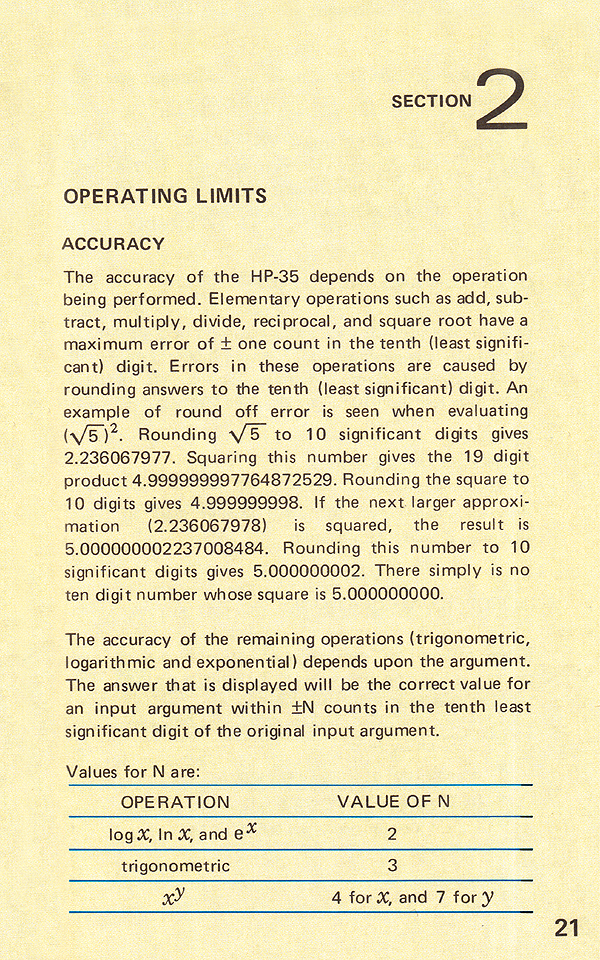 SECTION 2
OPERATING LIMITS
ACCURACY
The accuracy of the HP-35 depends on the operation
being performed. Elementary operations such as add, sub-
tract, multiply, divide, reciprocal, and square root have a
maximum error of ± one count in the tenth (least signifi-
cant) digit. Errors in these operations are caused by
rounding answers to the tenth (least significant) digit. An
example of round off error is seen when evaluating
(√5)². Rounding √5 to 10 significant digits gives
2.236067977. Squaring this number gives the 19 digit
product 4.999999997764872529. Rounding the square to
10 digits gives 4.999999998. If the next larger approxi-
mation (2.236067978) is squared, the result is
5.000000002237008484. Rounding this number to 10
significant digits gives 5.000000002. There simply is no
ten digit number whose square is 5.000000000.
The accuracy of the remaining operations (trigonometric,
logarithmic and exponential) depends upon the argument.
The answer that is displayed will be the correct value for
an input argument within ±N counts in the tenth least
significant digit of the original input argument.
Values for N are:
OPERATION VALUE OF N
log x, ln x, and eˣ 2
trigonometric 3
xʸ 4 for x, and 7 for y
21